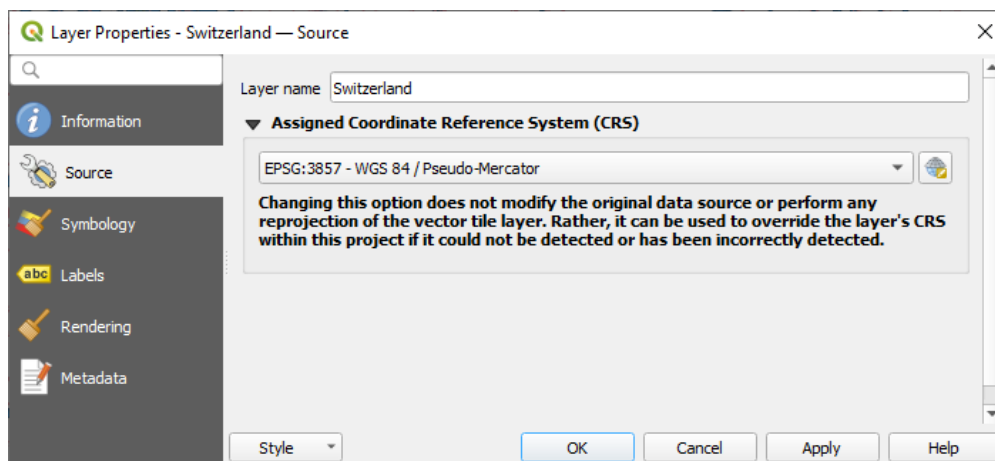 Layer Properties - Switzerland — Source
Information
Source
Symbology
abc Labels
Rendering
Metadata
Layer name Switzerland
Assigned Coordinate Reference System (CRS)
EPSG:3857 - WGS 84 / Pseudo-Mercator
Changing this option does not modify the original data source or perform any
reprojection of the vector tile layer. Rather, it can be used to override the layer's CRS
within this project if it could not be detected or has been incorrectly detected.
Style OK Cancel Apply Help